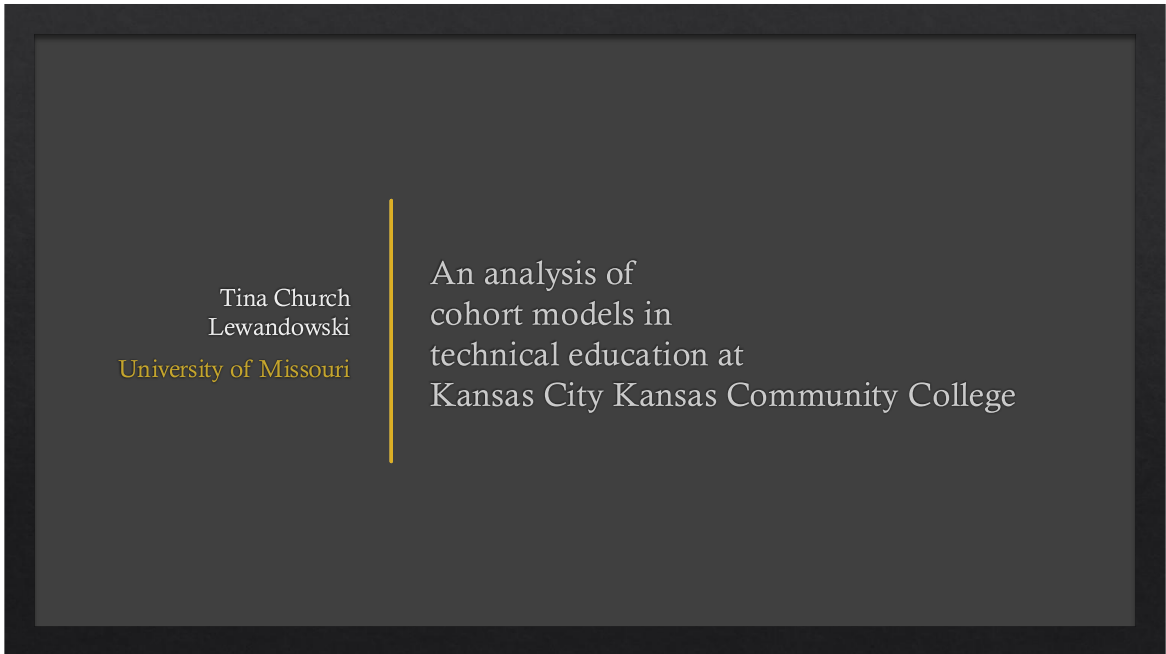 Tina Church
Lewandowski
University of Missouri
An analysis of
cohort models in
technical education at
Kansas City Kansas Community College